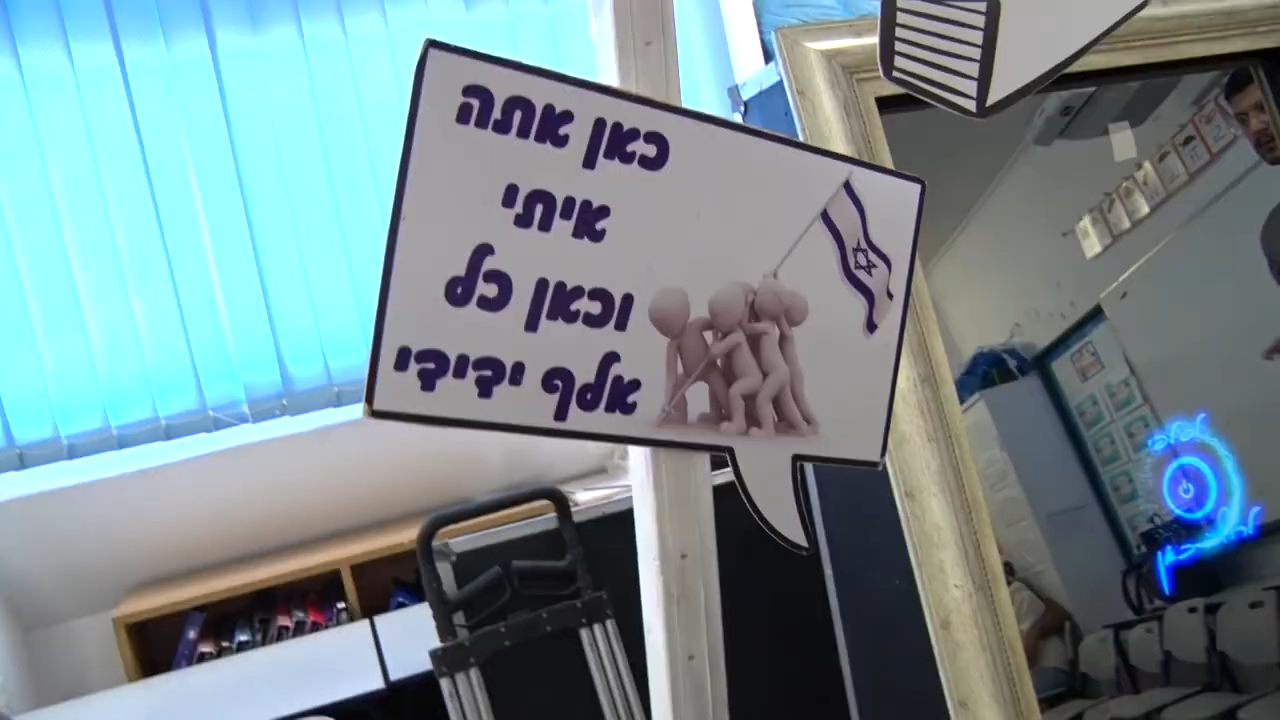 כאן אתה
איתי
וכאן כל
אלף ידידי